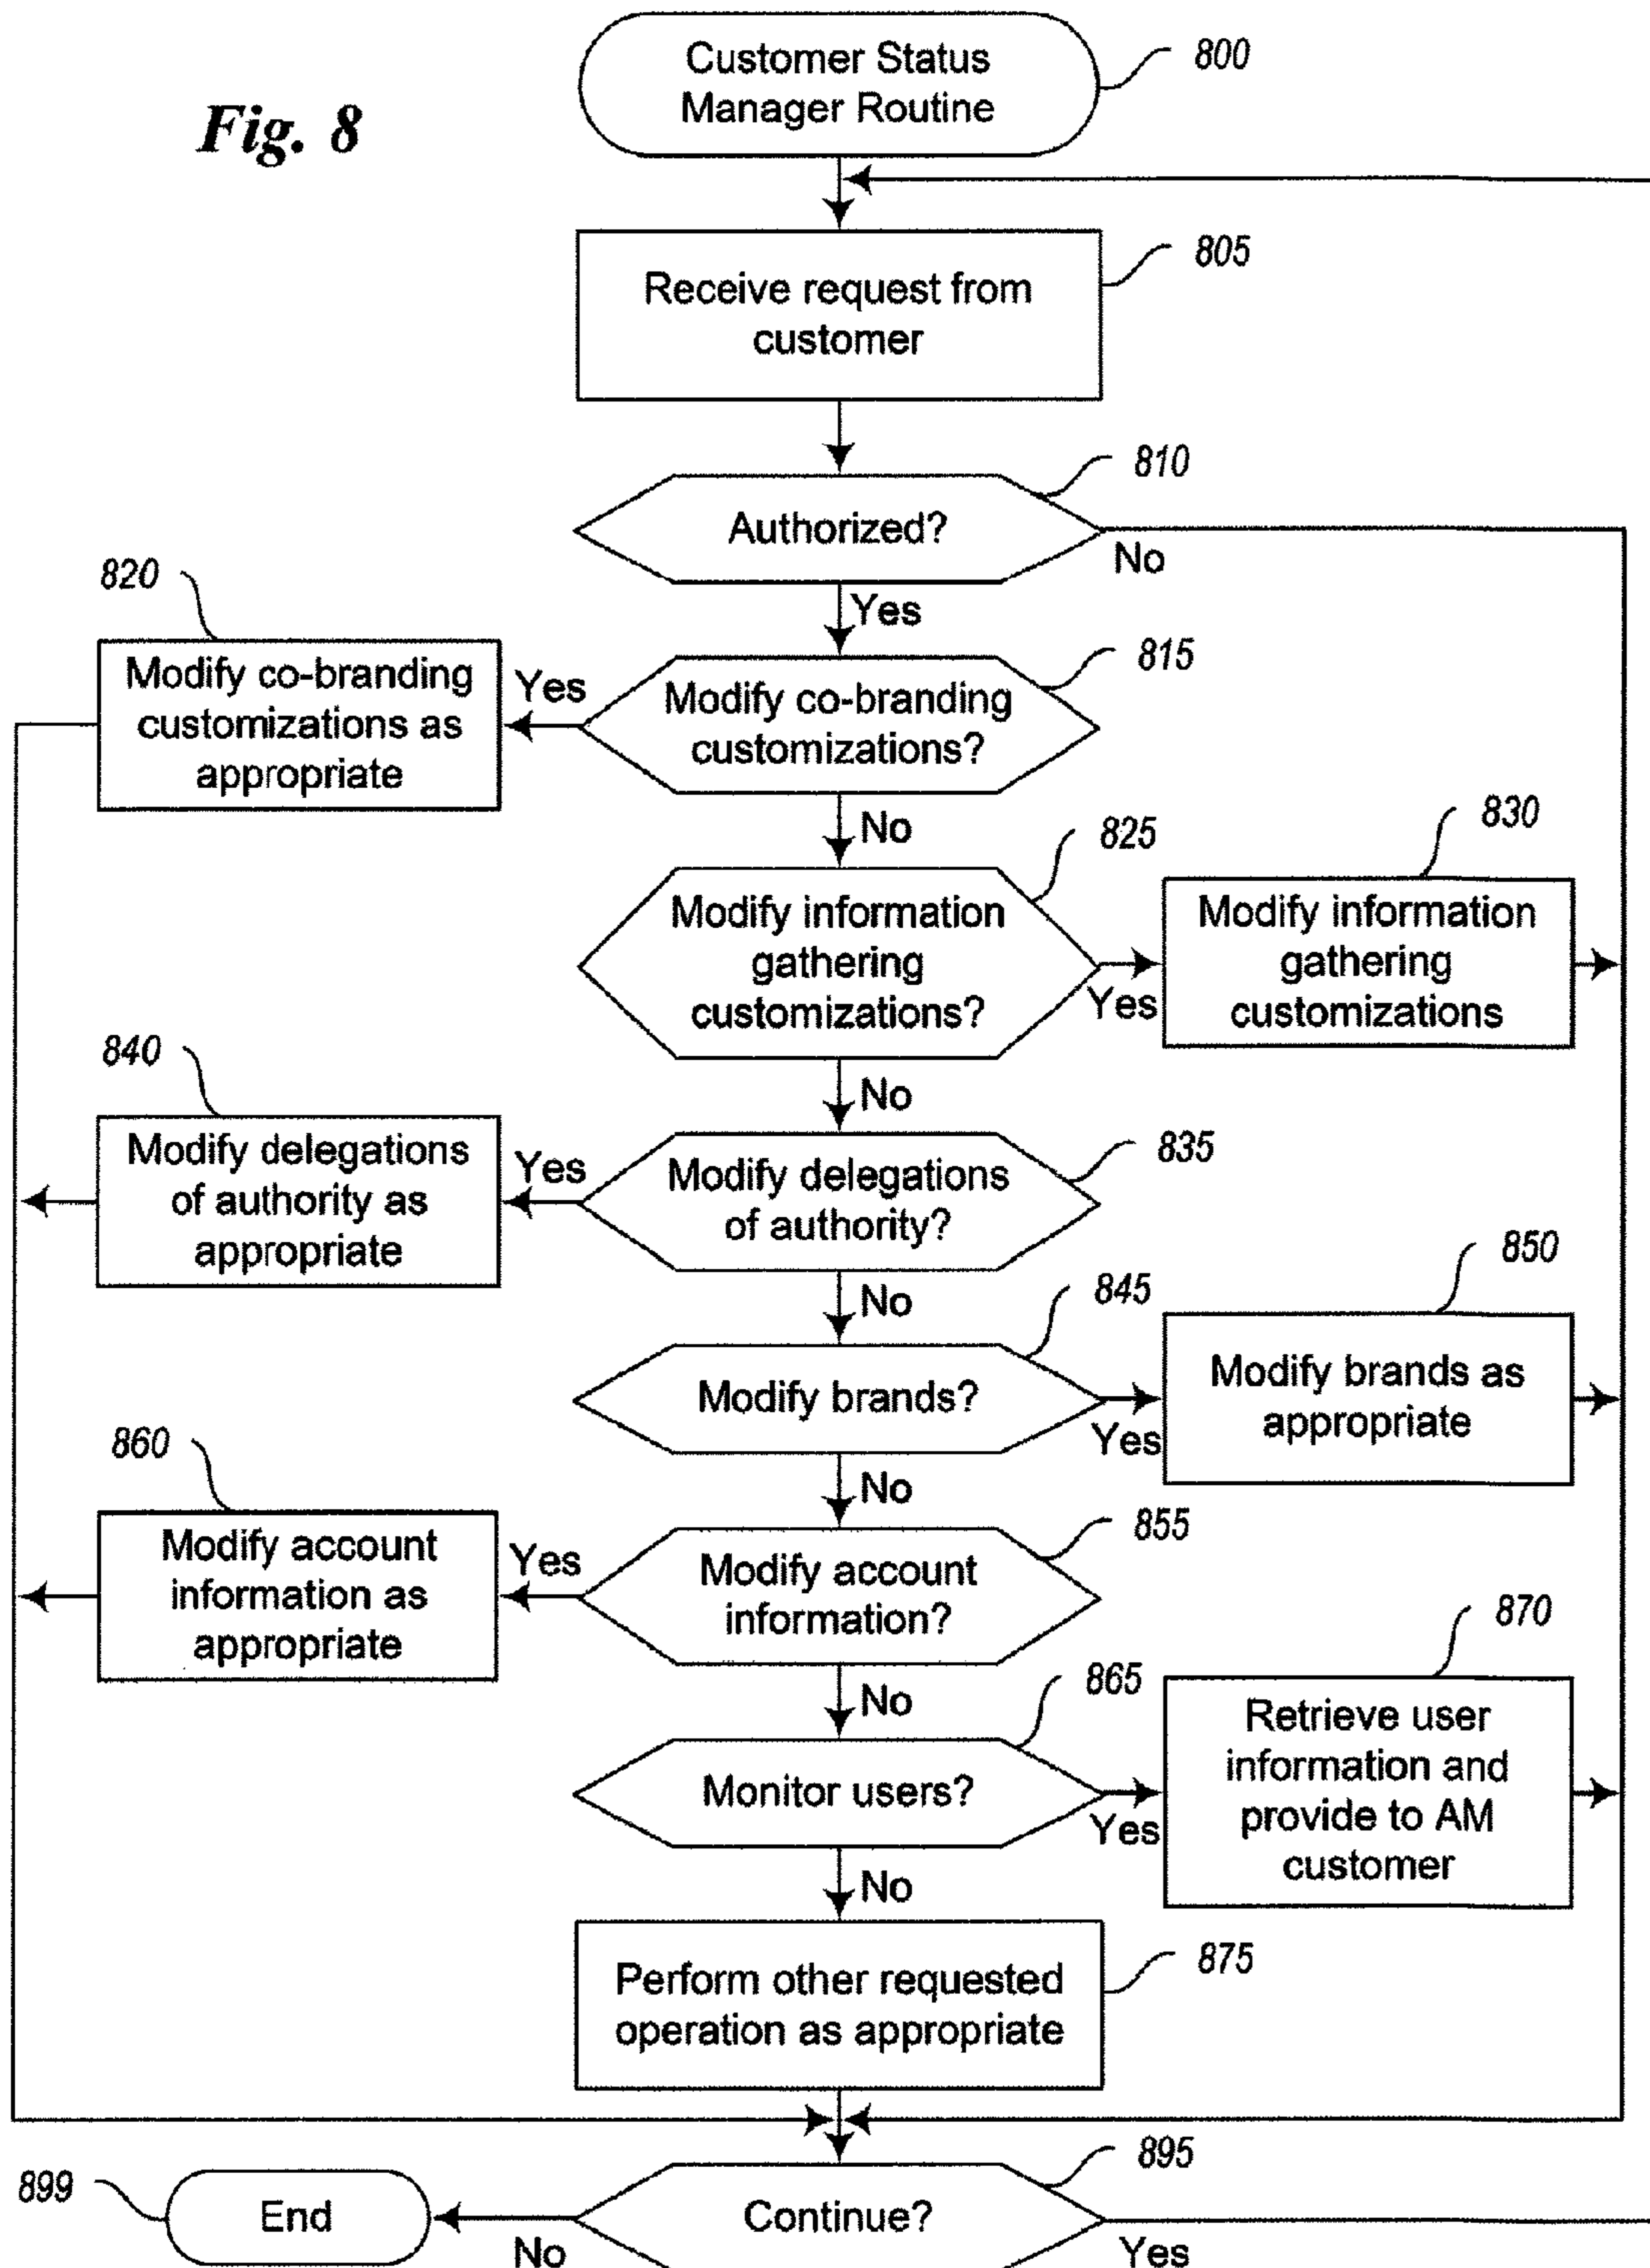 Fig. 8
Customer Status
Manager Routine
800
Receive request from
customer
805
Authorized?
810
No
Yes
820
Modify co-branding
customizations as
appropriate
Yes
Modify co-branding
customizations?
815
No
Modify information
gathering
customizations?
825
Yes
830
Modify information
gathering
customizations
No
840
Modify delegations
of authority as
appropriate
Yes
Modify delegations
of authority?
835
No
Modify brands?
845
Yes
850
Modify brands as
appropriate
No
860
Modify account
information as
appropriate
Yes
Modify account
information?
855
No
Monitor users?
865
Yes
870
Retrieve user
information and
provide to AM
customer
No
Perform other requested
operation as appropriate
875
899
End
No
Continue?
895
Yes